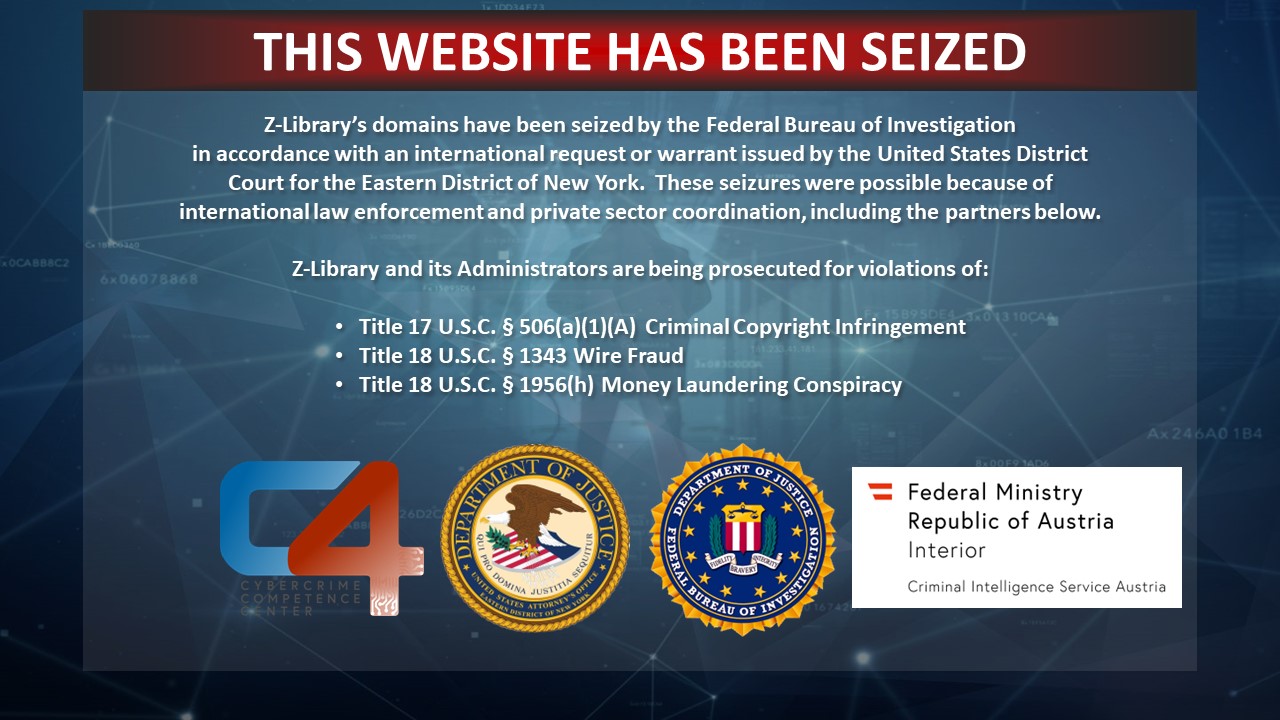 THIS WEBSITE HAS BEEN SEIZED
Z-Library's domains have been seized by the Federal Bureau of Investigation
in accordance with an international request or warrant issued by the United States District
Court for the Eastern District of New York. These seizures were possible because of
international law enforcement and private sector coordination, including the partners below.
Z-Library and its Administrators are being prosecuted for violations of:
• Title 17 U.S.C. § 506(a)(1)(A) Criminal Copyright Infringement
• Title 18 U.S.C. § 1343 Wire Fraud
• Title 18 U.S.C. § 1956(h) Money Laundering Conspiracy
6x06078868
Ax246A01B4
C4
CYBERCRIME
COMPETENCE
CENTER
DEPARTMENT OF JUSTICE
QUI PRO DOMINA JUSTITIA SEQUITUR
UNITED STATES ATTORNEY'S OFFICE
EASTERN DISTRICT OF NEW YORK
DEPARTMENT OF JUSTICE
FIDELITY BRAVERY INTEGRITY
FEDERAL BUREAU OF INVESTIGATION
Federal Ministry
Republic of Austria
Interior
Criminal Intelligence Service Austria